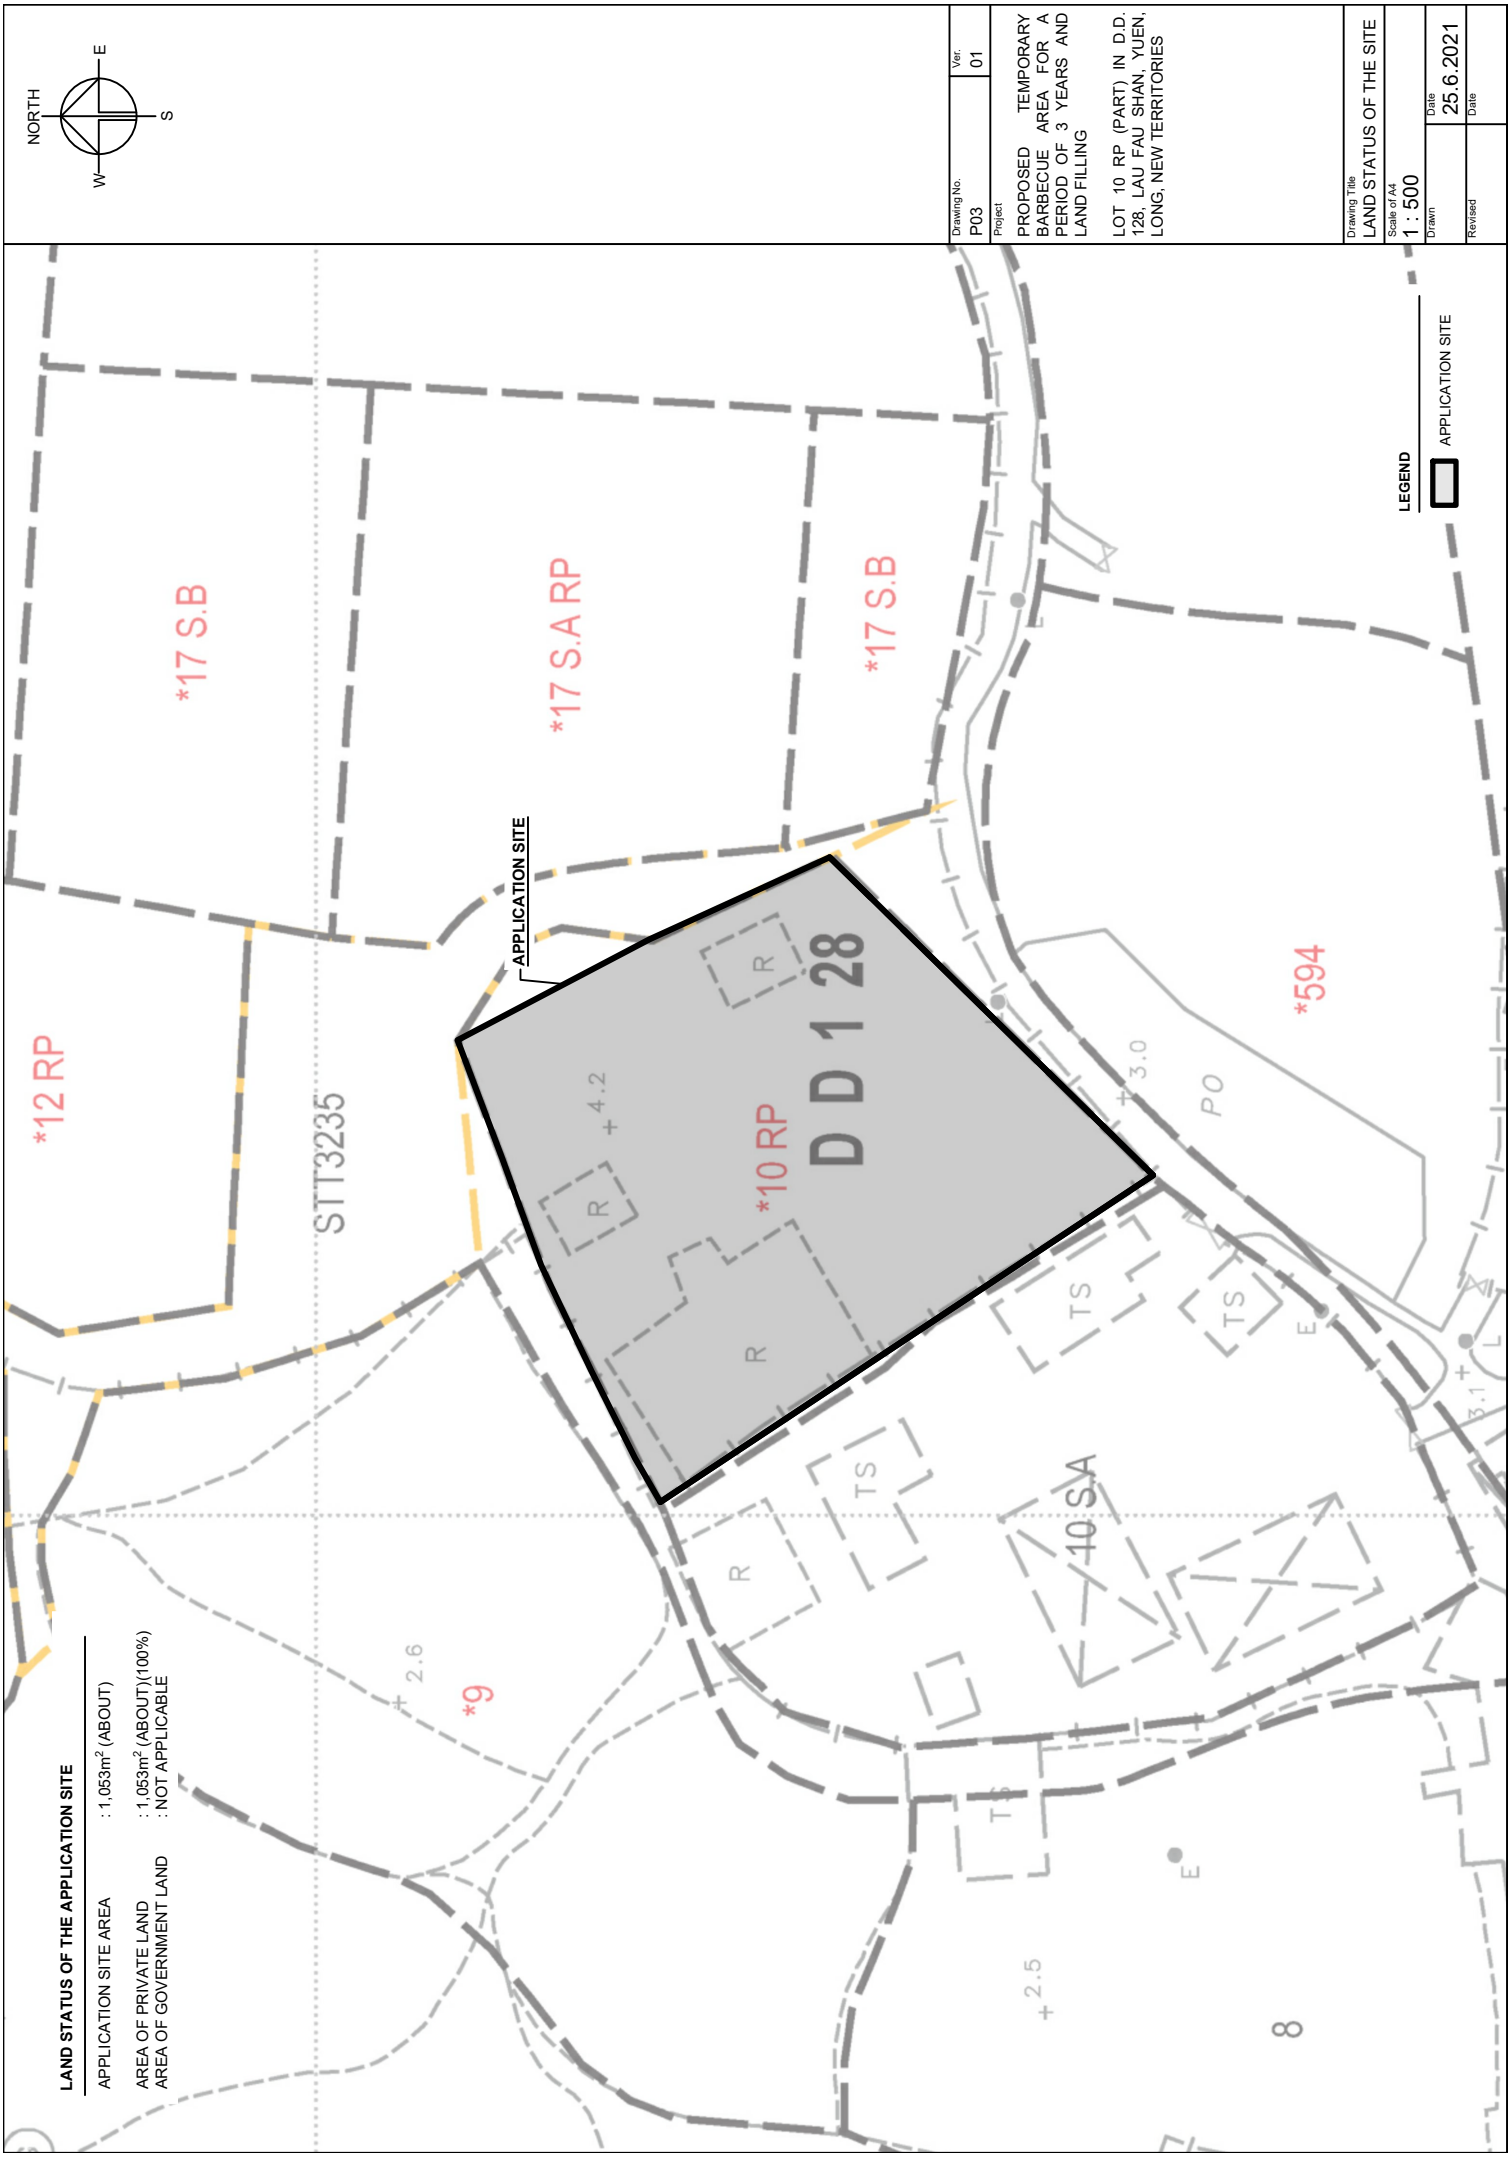 LAND STATUS OF THE APPLICATION SITE
APPLICATION SITE AREA : 1,053m² (ABOUT)
AREA OF PRIVATE LAND : 1,053m² (ABOUT)(100%)
AREA OF GOVERNMENT LAND : NOT APPLICABLE
*12 RP
*17 S.B
STT3235
*9
2.6
APPLICATION SITE
*17 S.A RP
R
4.2
R
R
R
*10 RP
D D 1 28
*17 S.B
TS
TS
TS
TS
10 S.A
E
2.5
8
E
3.0
PO
*594
L
3.1
L
LEGEND
APPLICATION SITE
NORTH
W
E
S
Drawing No.
P03
Ver.
01
Project
PROPOSED TEMPORARY
BARBECUE AREA FOR A
PERIOD OF 3 YEARS AND
LAND FILLING
LOT 10 RP (PART) IN D.D.
128, LAU FAU SHAN, YUEN,
LONG, NEW TERRITORIES
Drawing Title
LAND STATUS OF THE SITE
Scale of A4
1 : 500
Drawn
Date
25.6.2021
Revised
Date